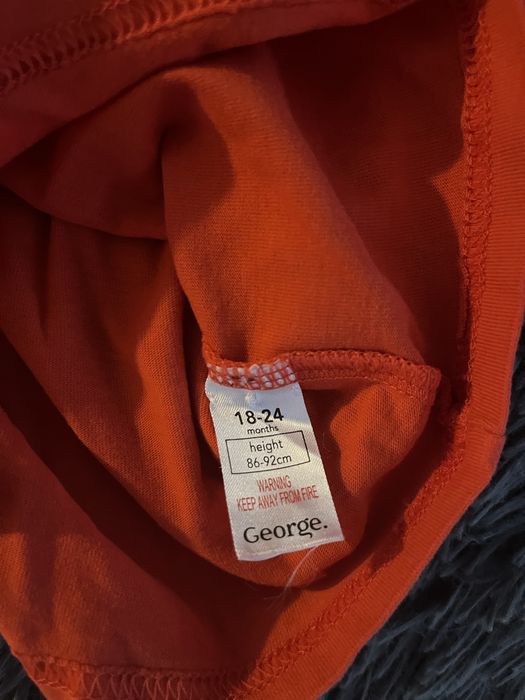 18-24
months
height
86-92cm
WARNING
KEEP AWAY FROM FIRE
George.